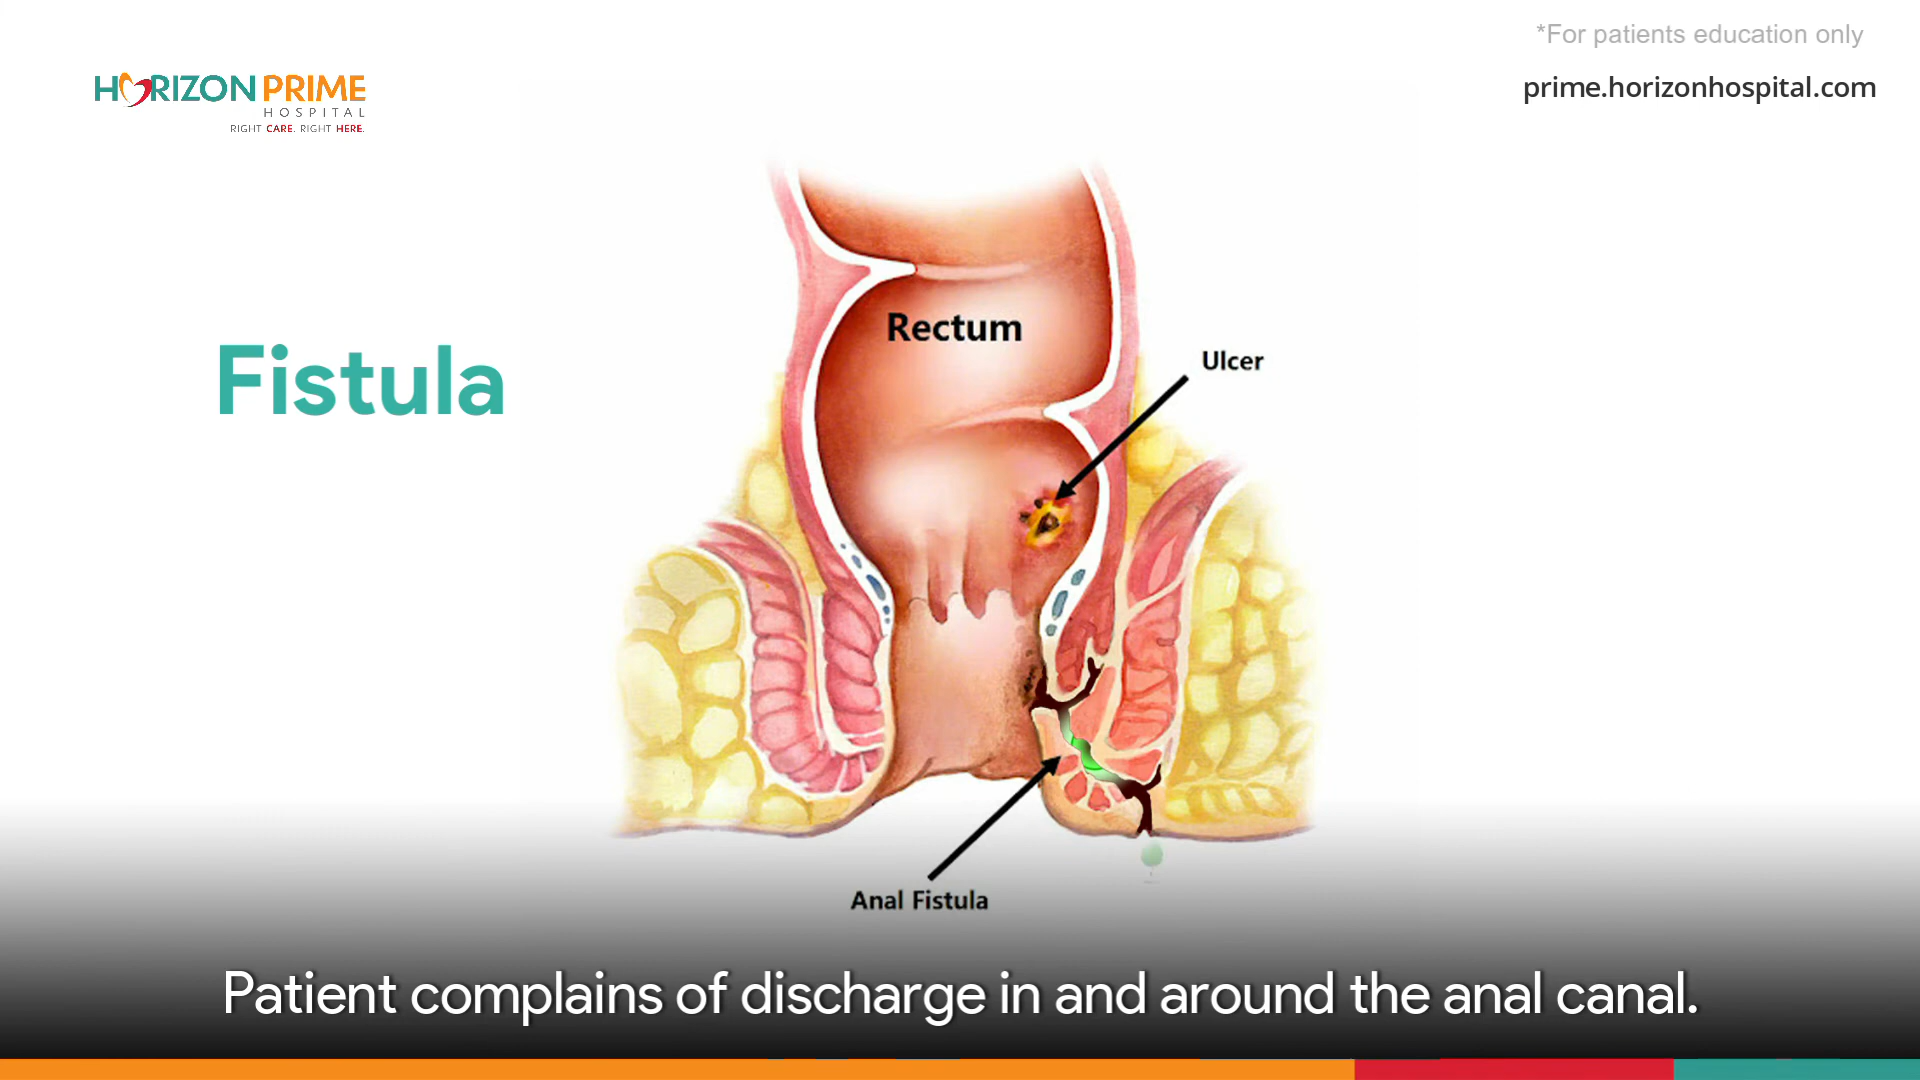 *For patients education only
HORIZON PRIME
HOSPITAL
RIGHT CARE. RIGHT HERE.
prime.horizonhospital.com
Rectum
Ulcer
Fistula
Anal Fistula
Patient complains of discharge in and around the anal canal.